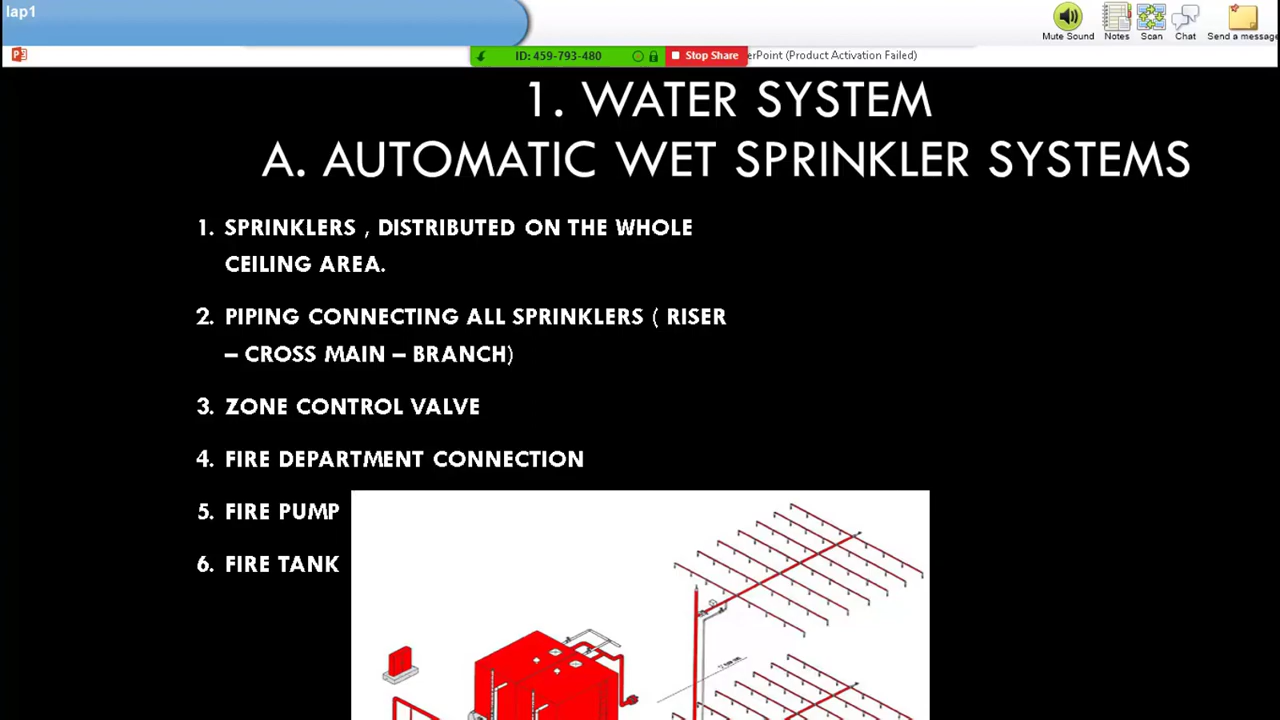 lap1
Mute Sound
Notes
Scan
Chat
Send a message
ID: 459-793-480
Stop Share
erPoint (Product Activation Failed)
1. WATER SYSTEM
A. AUTOMATIC WET SPRINKLER SYSTEMS
1. SPRINKLERS , DISTRIBUTED ON THE WHOLE
CEILING AREA.
2. PIPING CONNECTING ALL SPRINKLERS ( RISER
– CROSS MAIN – BRANCH)
3. ZONE CONTROL VALVE
4. FIRE DEPARTMENT CONNECTION
5. FIRE PUMP
6. FIRE TANK